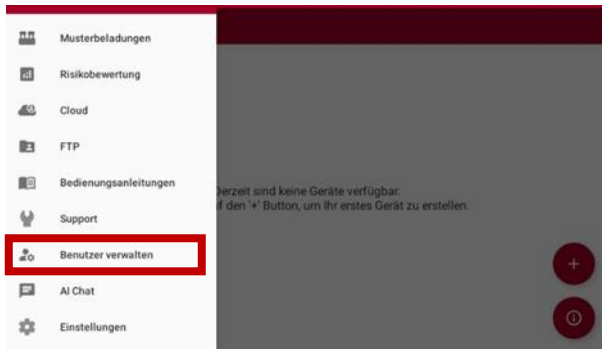 Musterbeladungen
Risikobewertung
Cloud
FTP
Bedienungsanleitungen
Derzeit sind keine Geräte verfügbar.
f den '+' Button, um Ihr erstes Gerät zu erstellen.
Support
Benutzer verwalten
AI Chat
Einstellungen